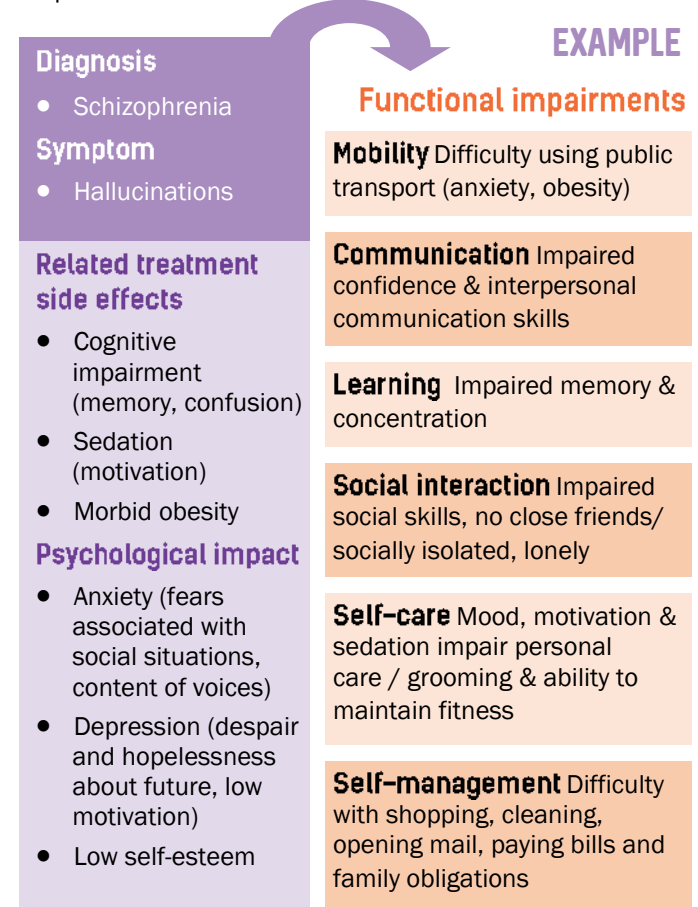 Diagnosis
• Schizophrenia
Symptom
• Hallucinations
Related treatment
side effects
• Cognitive
impairment
(memory, confusion)
• Sedation
(motivation)
• Morbid obesity
Psychological impact
• Anxiety (fears
associated with
social situations,
content of voices)
• Depression (despair
and hopelessness
about future, low
motivation)
• Low self-esteem
EXAMPLE
Functional impairments
Mobility Difficulty using public
transport (anxiety, obesity)
Communication Impaired
confidence & interpersonal
communication skills
Learning Impaired memory &
concentration
Social interaction Impaired
social skills, no close friends/
socially isolated, lonely
Self-care Mood, motivation &
sedation impair personal
care / grooming & ability to
maintain fitness
Self-management Difficulty
with shopping, cleaning,
opening mail, paying bills and
family obligations